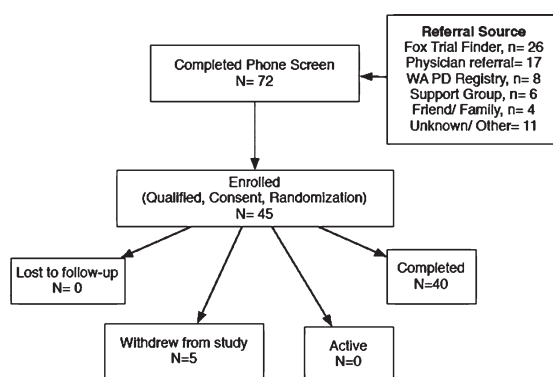 Referral Source
Fox Trial Finder, n= 26
Physician referral= 17
WA PD Registry, n= 8
Support Group, n= 6
Friend/ Family, n= 4
Unknown/ Other= 11
Completed Phone Screen
N= 72
Enrolled
(Qualified, Consent, Randomization)
N= 45
Lost to follow-up
N= 0
Completed
N=40
Withdrew from study
N=5
Active
N=0